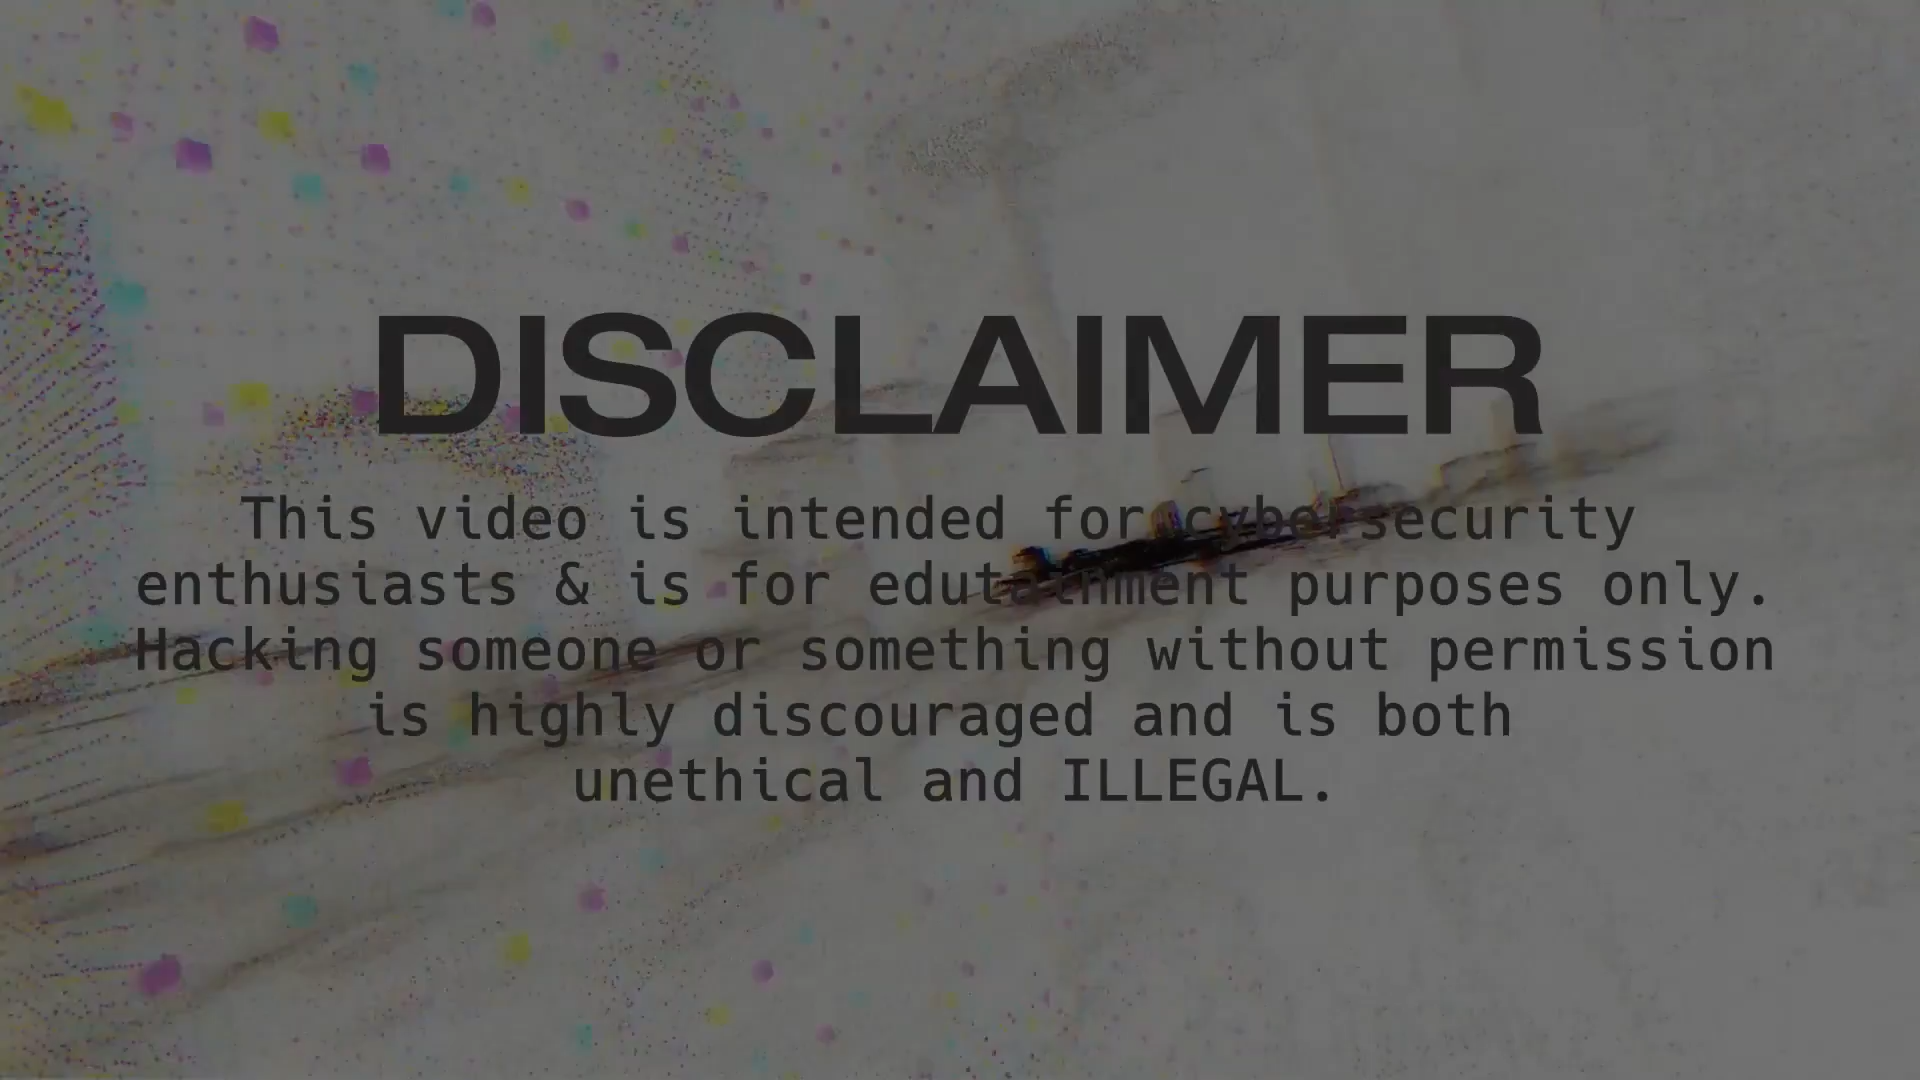 DISCLAIMER
This video is intended for cybersecurity
enthusiasts & is for edutainment purposes only.
Hacking someone or something without permission
is highly discouraged and is both
unethical and ILLEGAL.